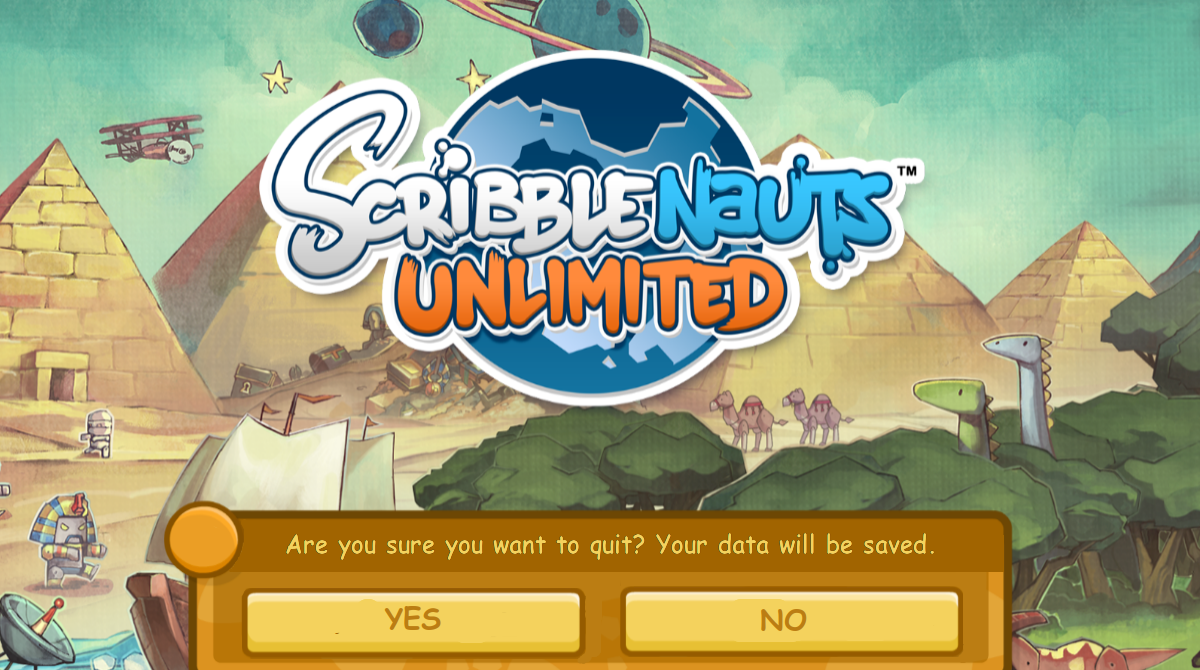 SCRIBBLENAUTS™
UNLIMITED
Are you sure you want to quit? Your data will be saved.
YES
NO